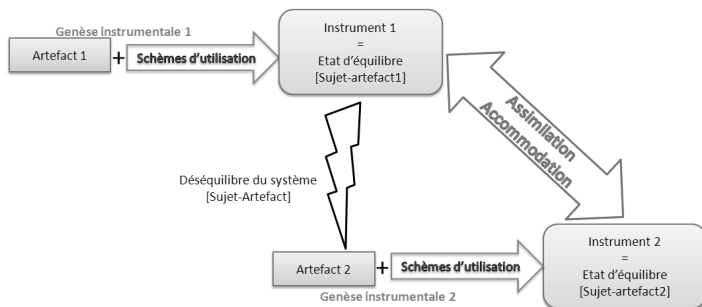 Genèse instrumentale 1
Artefact 1
+
Schèmes d'utilisation
Instrument 1
=
Etat d'équilibre
[Sujet-artefact1]
Assimilation
Accommodation
Déséquilibre du système
[Sujet-Artefact]
Artefact 2
+
Schèmes d'utilisation
Genèse instrumentale 2
Instrument 2
=
Etat d'équilibre
[Sujet-artefact2]